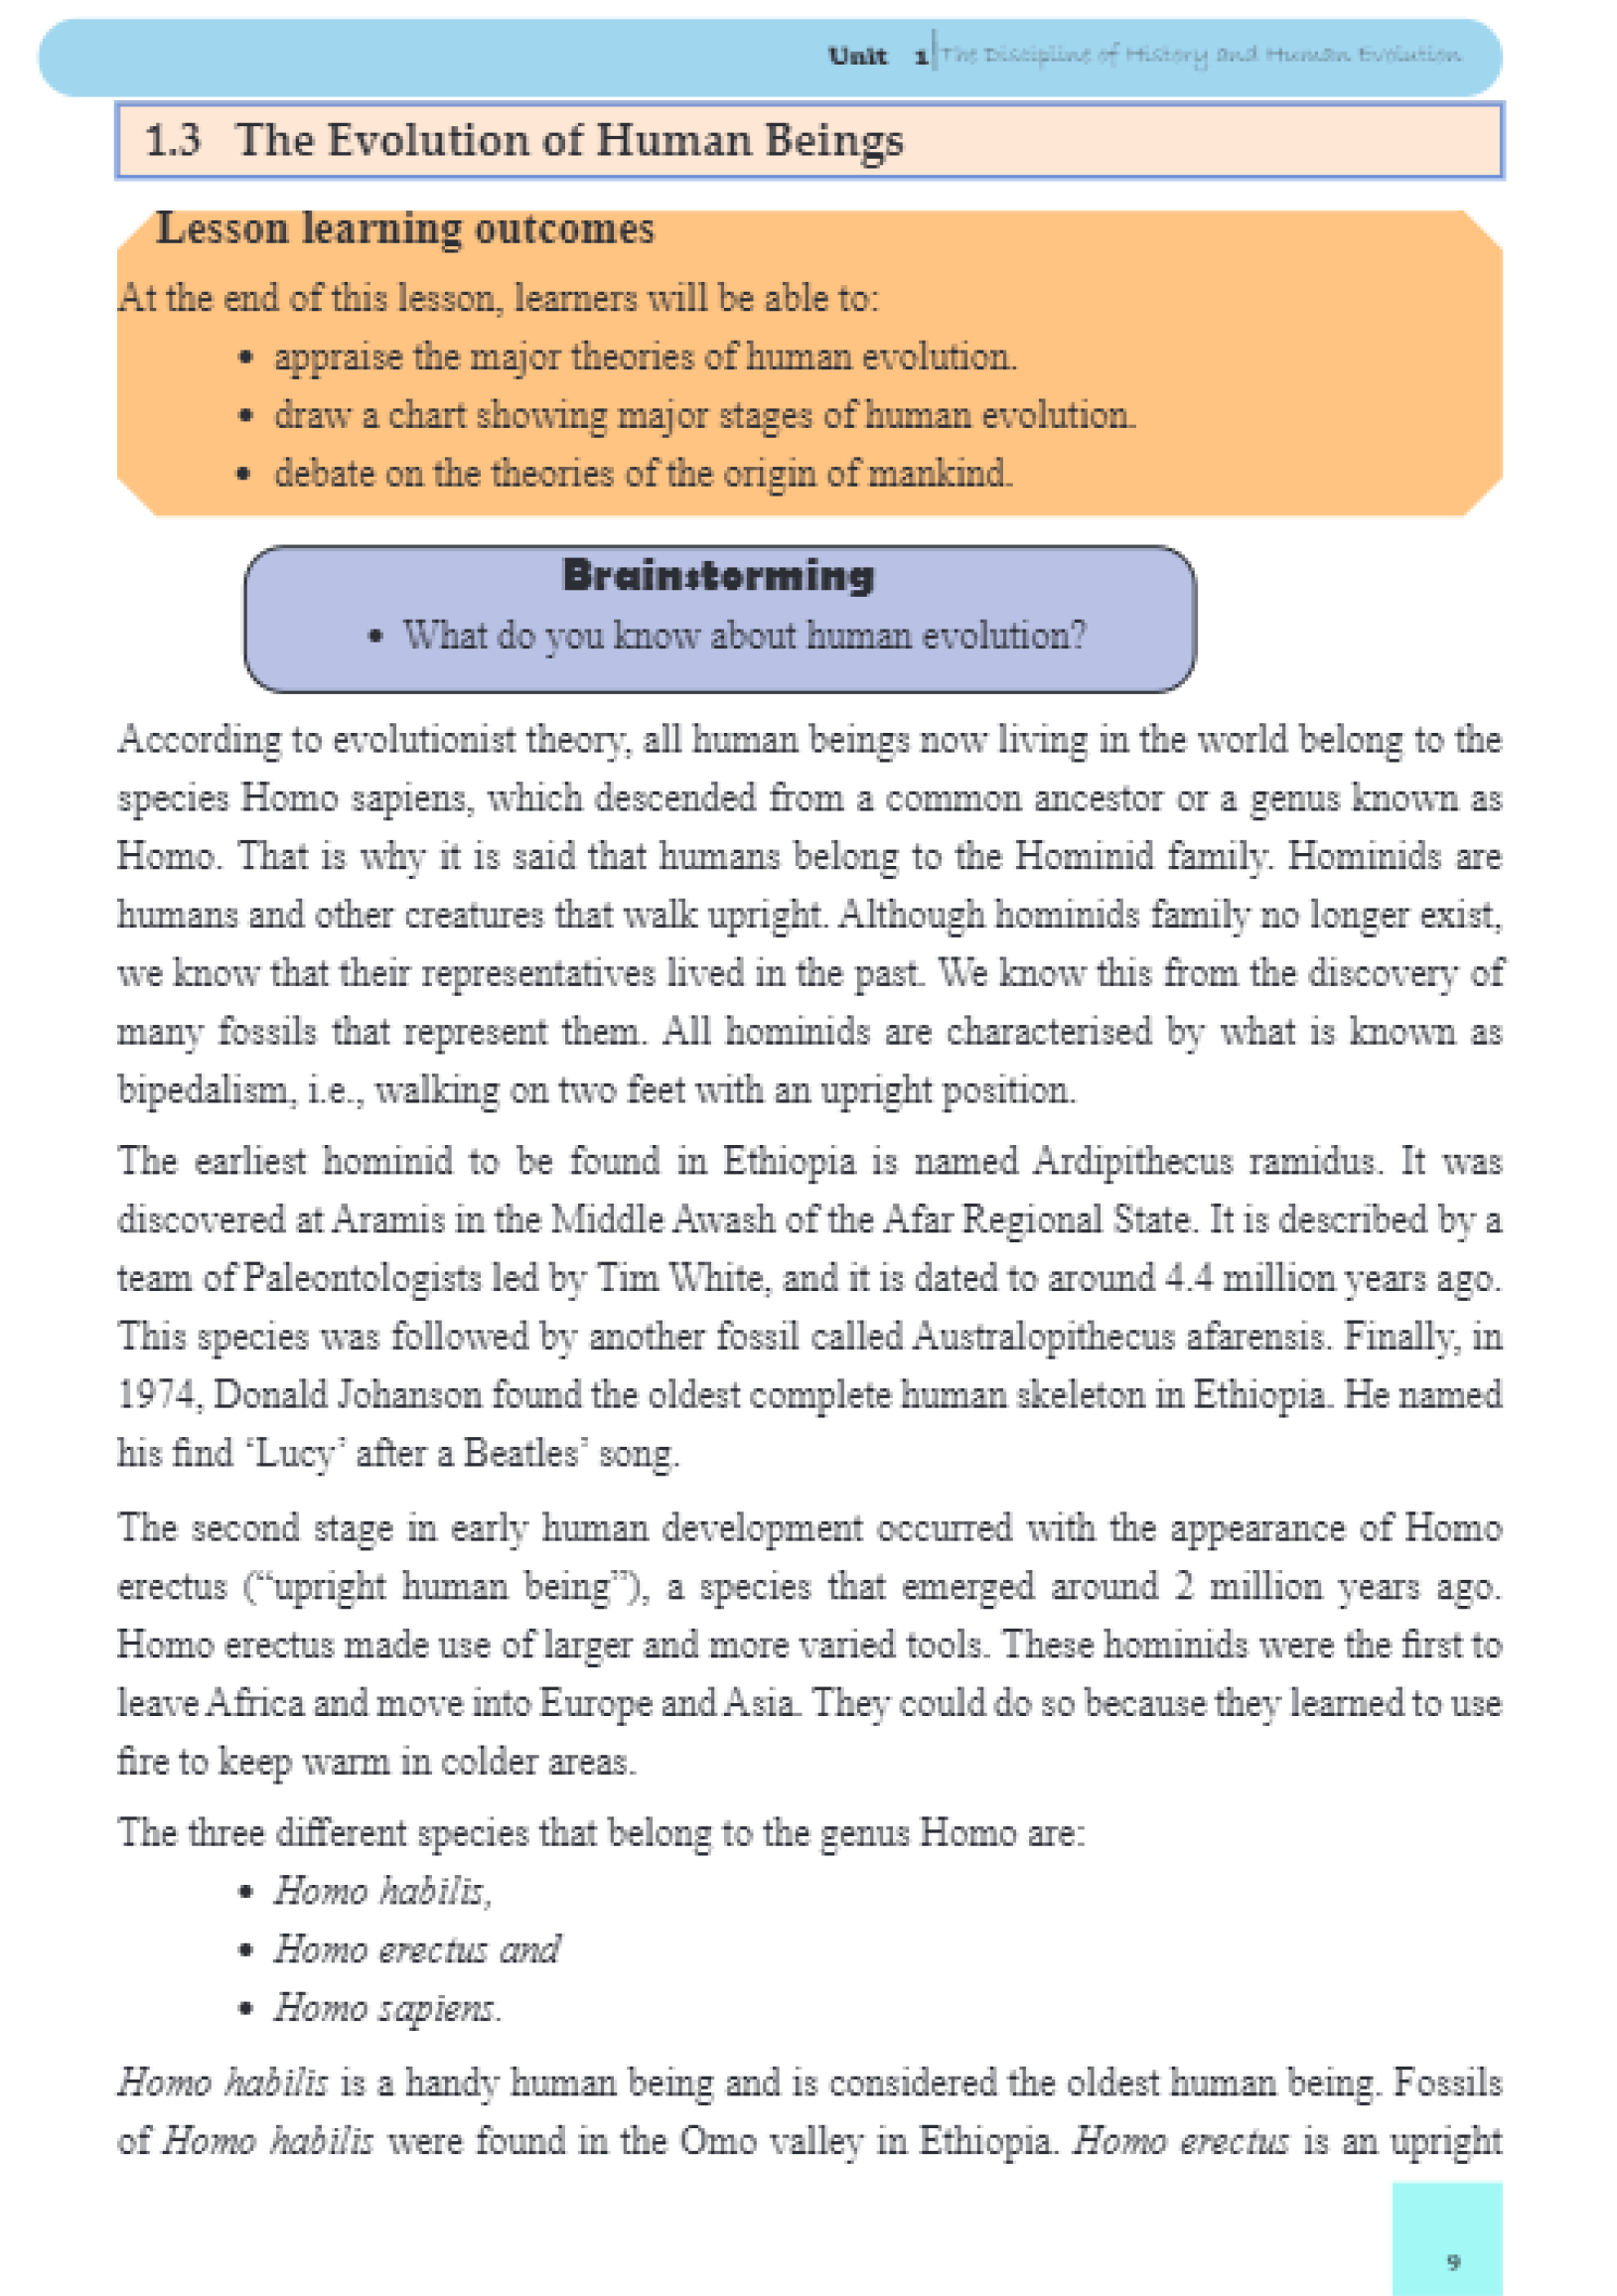 Unit 1 The Discipline of History and Human Evolution
1.3 The Evolution of Human Beings
Lesson learning outcomes
At the end of this lesson, learners will be able to:
• appraise the major theories of human evolution.
• draw a chart showing major stages of human evolution.
• debate on the theories of the origin of mankind.
Brainstorming
• What do you know about human evolution?
According to evolutionist theory, all human beings now living in the world belong to the
species Homo sapiens, which descended from a common ancestor or a genus known as
Homo. That is why it is said that humans belong to the Hominid family. Hominids are
humans and other creatures that walk upright. Although hominids family no longer exist,
we know that their representatives lived in the past. We know this from the discovery of
many fossils that represent them. All hominids are characterised by what is known as
bipedalism, i.e., walking on two feet with an upright position.
The earliest hominid to be found in Ethiopia is named Ardipithecus ramidus. It was
discovered at Aramis in the Middle Awash of the Afar Regional State. It is described by a
team of Paleontologists led by Tim White, and it is dated to around 4.4 million years ago.
This species was followed by another fossil called Australopithecus afarensis. Finally, in
1974, Donald Johanson found the oldest complete human skeleton in Ethiopia. He named
his find ‘Lucy’ after a Beatles’ song.
The second stage in early human development occurred with the appearance of Homo
erectus (“upright human being”), a species that emerged around 2 million years ago.
Homo erectus made use of larger and more varied tools. These hominids were the first to
leave Africa and move into Europe and Asia. They could do so because they learned to use
fire to keep warm in colder areas.
The three different species that belong to the genus Homo are:
• Homo habilis,
• Homo erectus and
• Homo sapiens.
Homo habilis is a handy human being and is considered the oldest human being. Fossils
of Homo habilis were found in the Omo valley in Ethiopia. Homo erectus is an upright
9